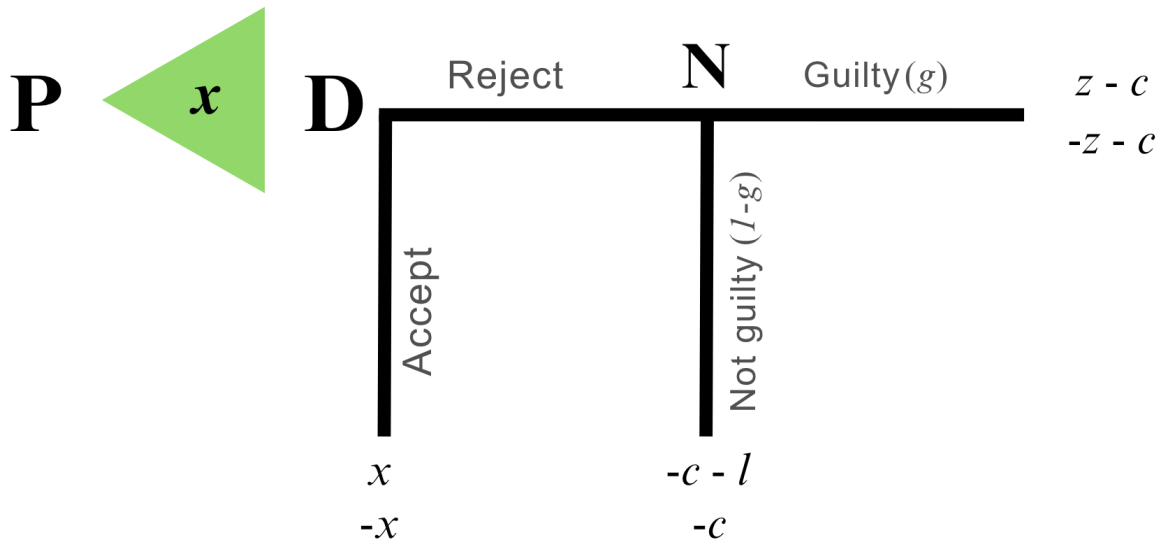 P
x
D
Reject
N
Guilty (g)
z - c
-z - c
Accept
Not guilty (1-g)
x
-x
-c - l
-c